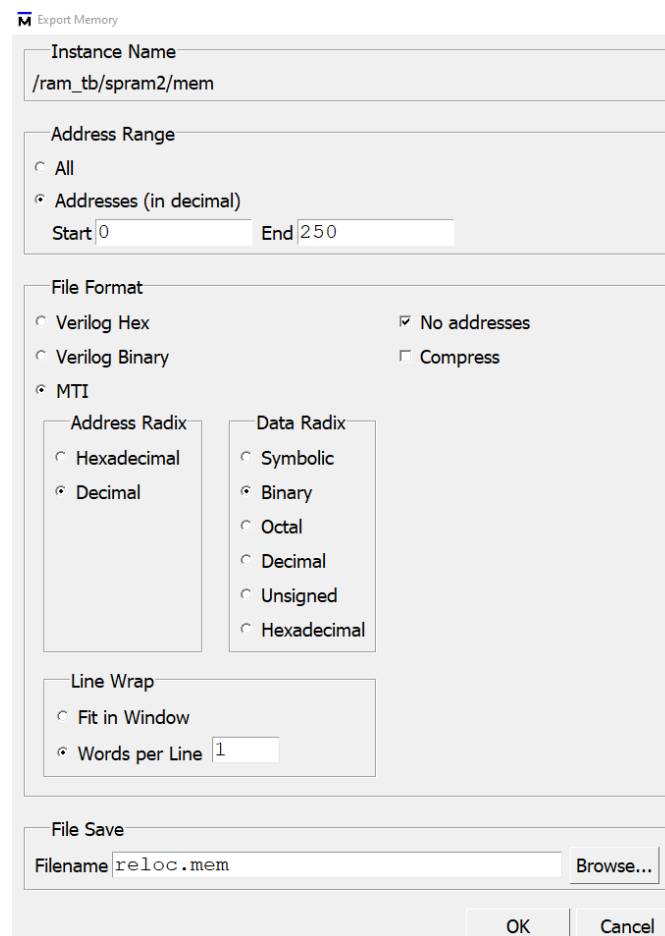 Export Memory
Instance Name
/ram_tb/spram2/mem
Address Range
All
Addresses (in decimal)
Start 0 End 250
File Format
Verilog Hex No addresses
Verilog Binary Compress
MTI
Address Radix Data Radix
Hexadecimal Symbolic
Decimal Binary
Octal
Decimal
Unsigned
Hexadecimal
Line Wrap
Fit in Window
Words per Line 1
File Save
Filename reloc.mem Browse...
OK Cancel